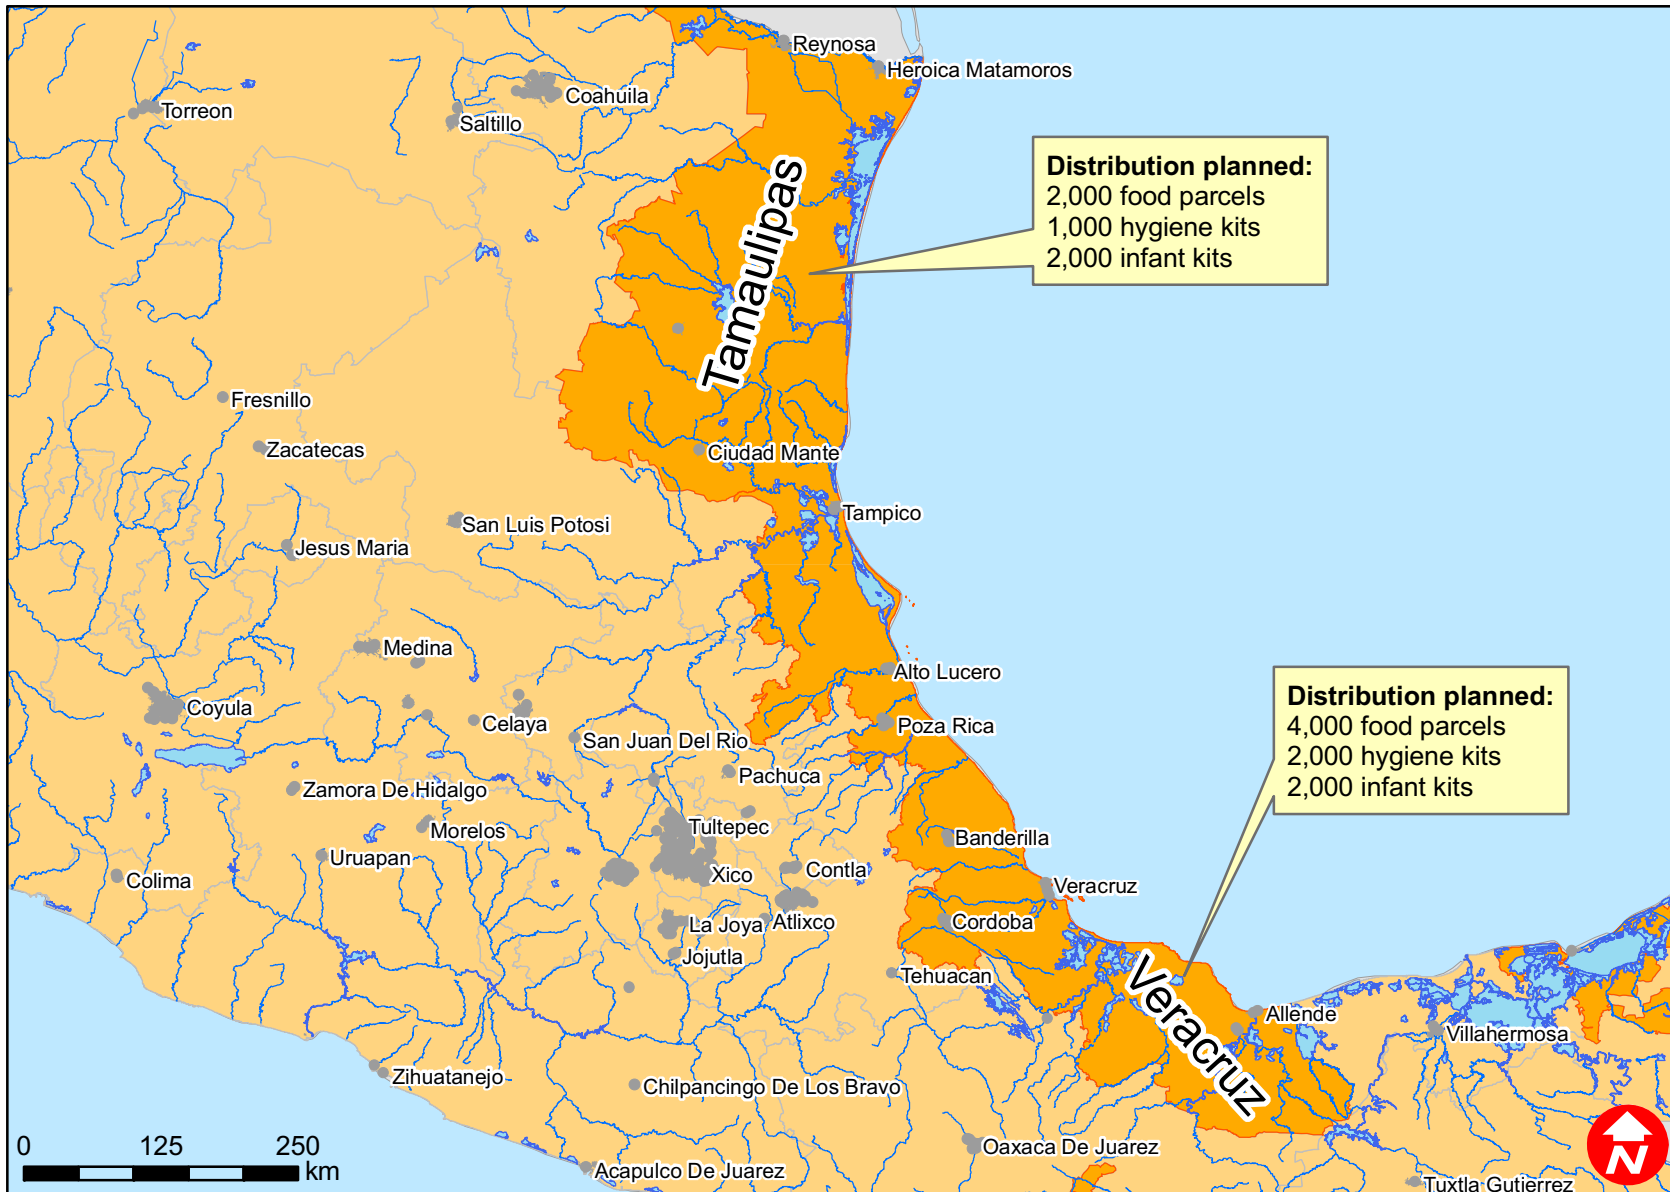 Reynosa
Heroica Matamoros
Coahuila
Torreon
Saltillo
Distribution planned:
2,000 food parcels
1,000 hygiene kits
2,000 infant kits
Tamaulipas
Fresnillo
Zacatecas
Ciudad Mante
San Luis Potosi
Tampico
Jesus Maria
Medina
Alto Lucero
Coyula
Celaya
Poza Rica
San Juan Del Rio
Distribution planned:
4,000 food parcels
2,000 hygiene kits
2,000 infant kits
Pachuca
Zamora De Hidalgo
Morelos
Tultepec
Banderilla
Uruapan
Colima
Xico
Contla
Veracruz
La Joya
Atlixco
Cordoba
Jojutla
Tehuacan
Veracruz
Allende
Villahermosa
Zihuatanejo
Chilpancingo De Los Bravo
Oaxaca De Juarez
Acapulco De Juarez
Tuxtla Gutierrez
0 125 250
km
N